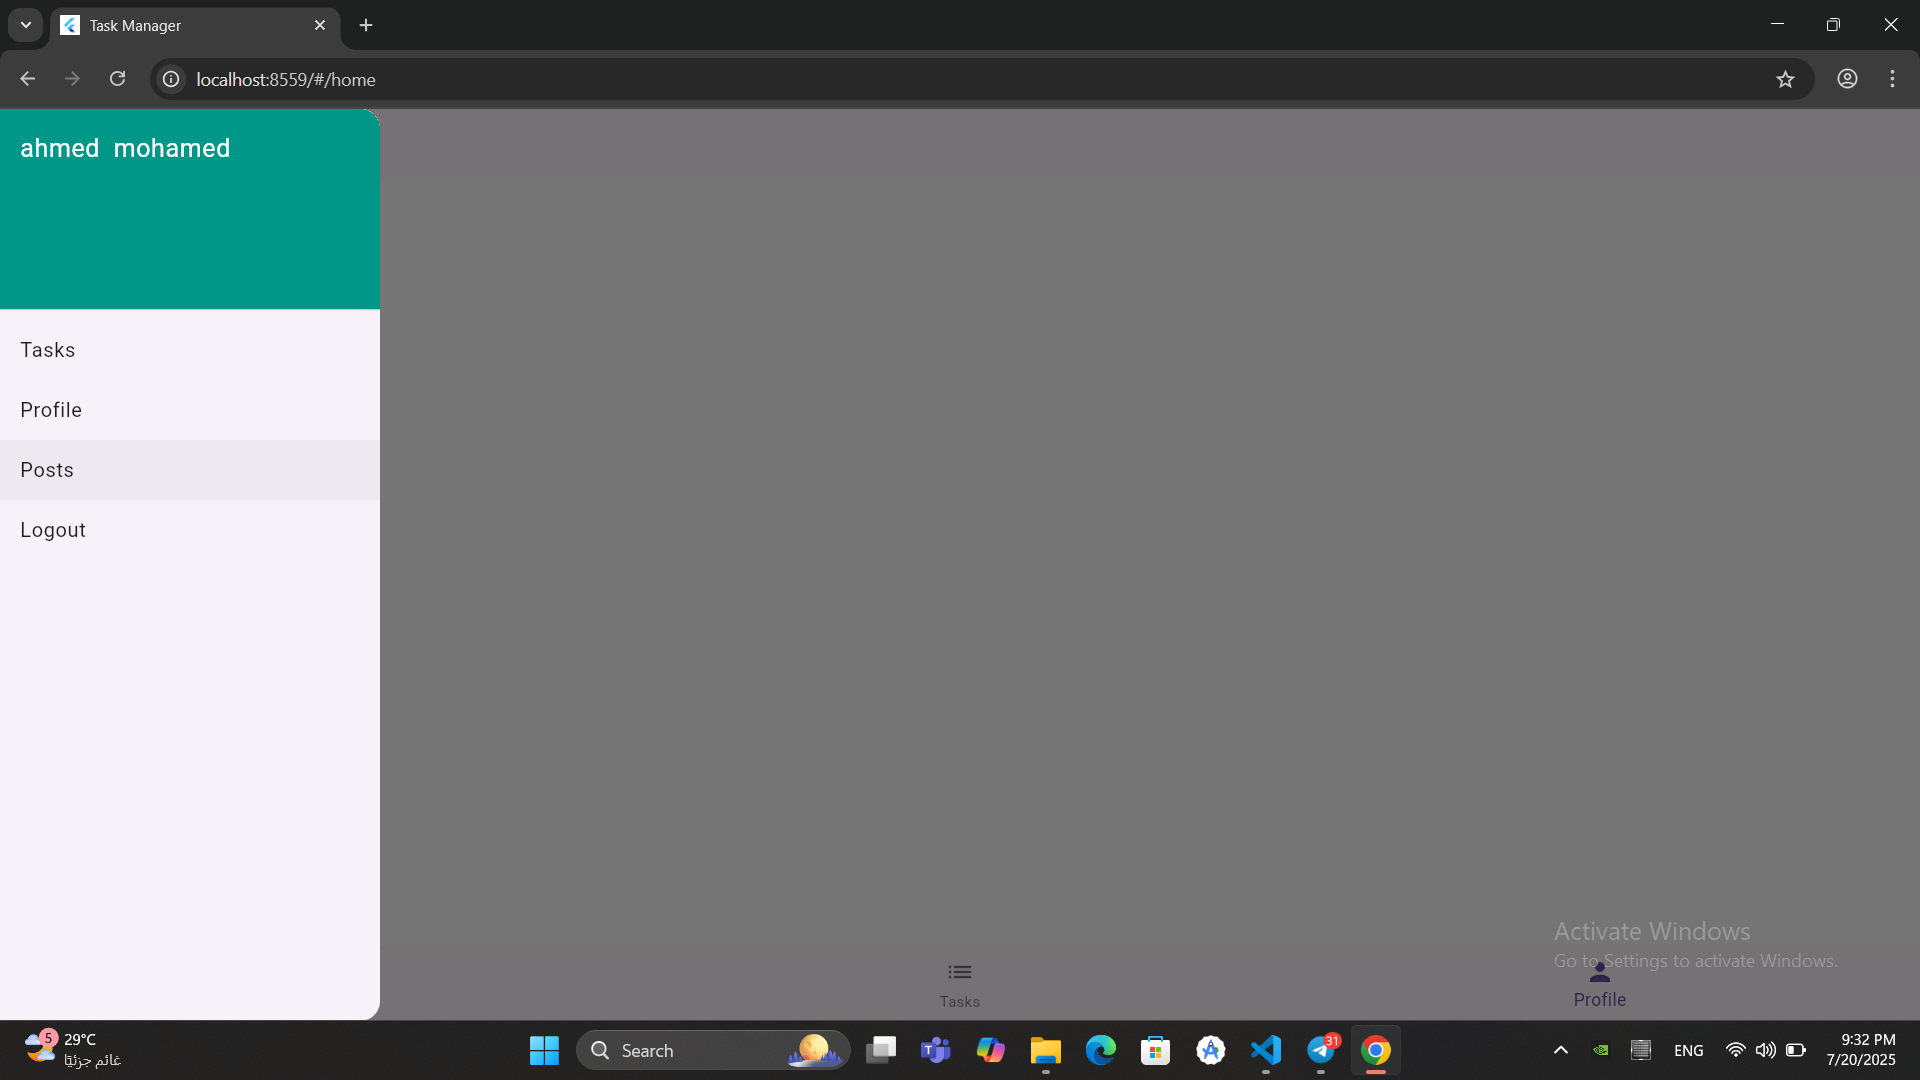 Task Manager
localhost:8559/#/home
ahmed  mohamed
Tasks
Profile
Posts
Logout
Activate Windows
Go to Settings to activate Windows.
Tasks
Profile
5
29°C
غائم جزئيًا
Search
T
31
ENG
9:32 PM
7/20/2025